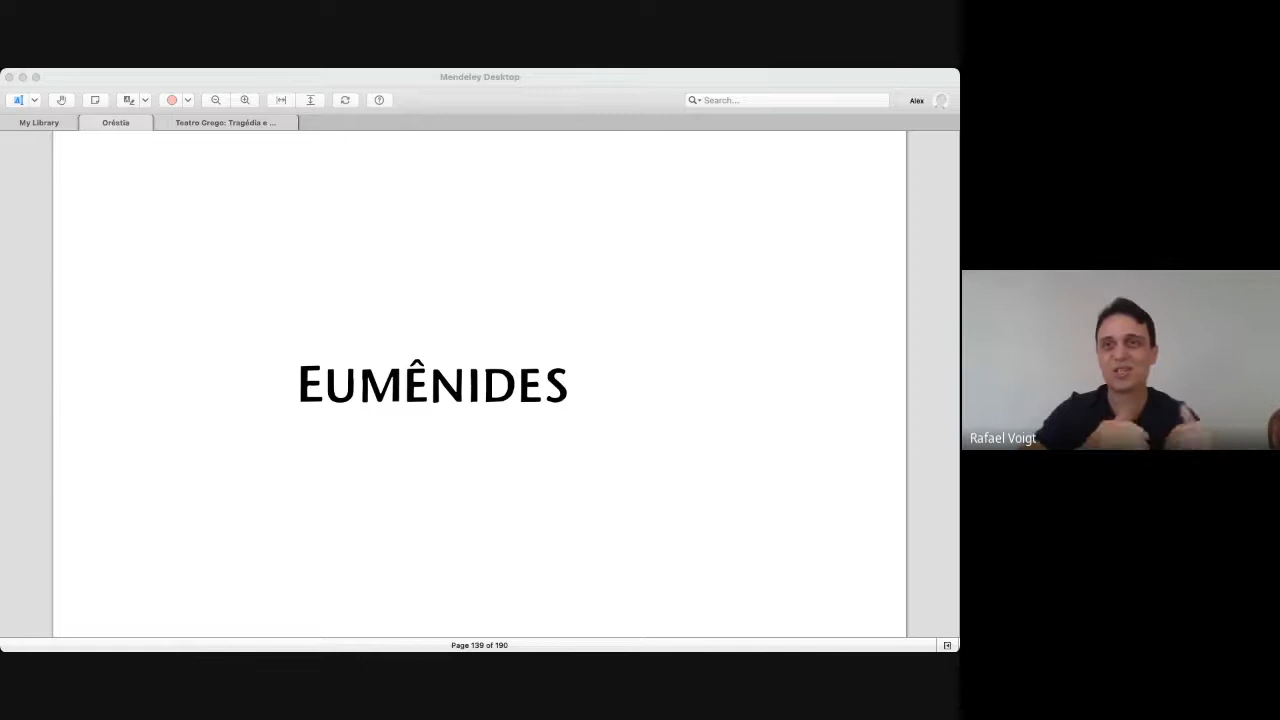 Mendeley Desktop
Search...
Alex
My Library
Oréstia
Teatro Grego: Tragédia e ...
EUMÊNIDES
Rafael Voigt
Page 139 of 190